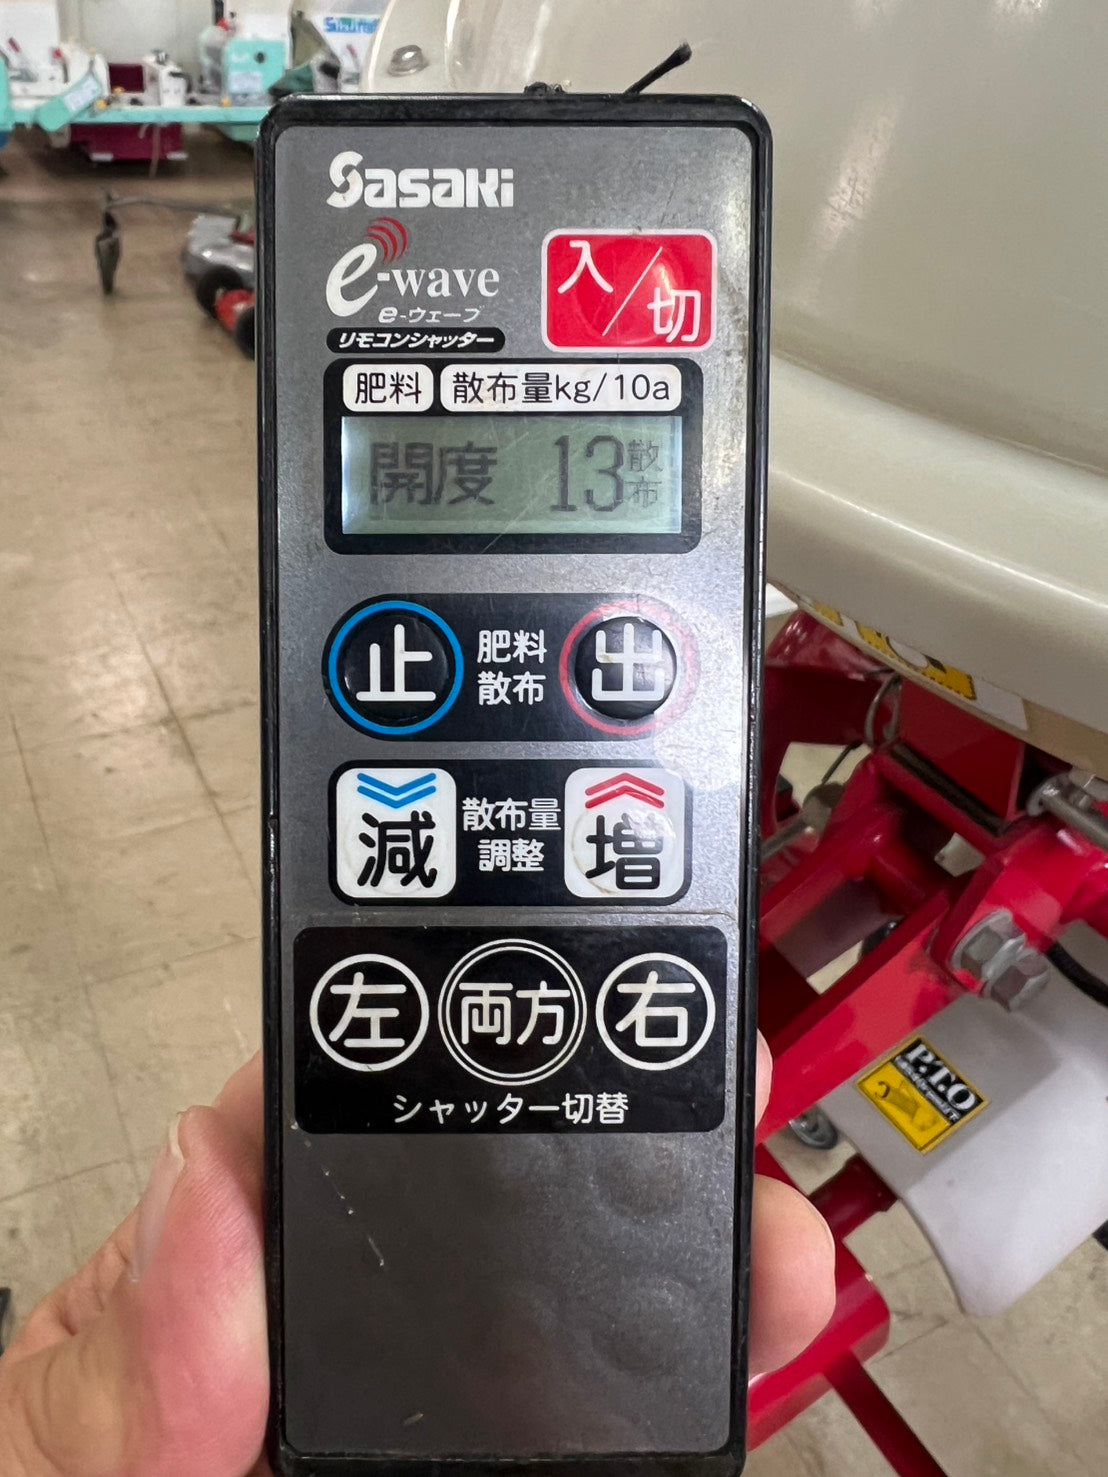 Sasaki
e-wave
e-ウェーブ
リモコンシャッター
入/切
肥料 散布量kg/10a
開度 13散布
止 肥料散布 出
減 散布量調整 増
左 両方 右
シャッター切替
P.T.O